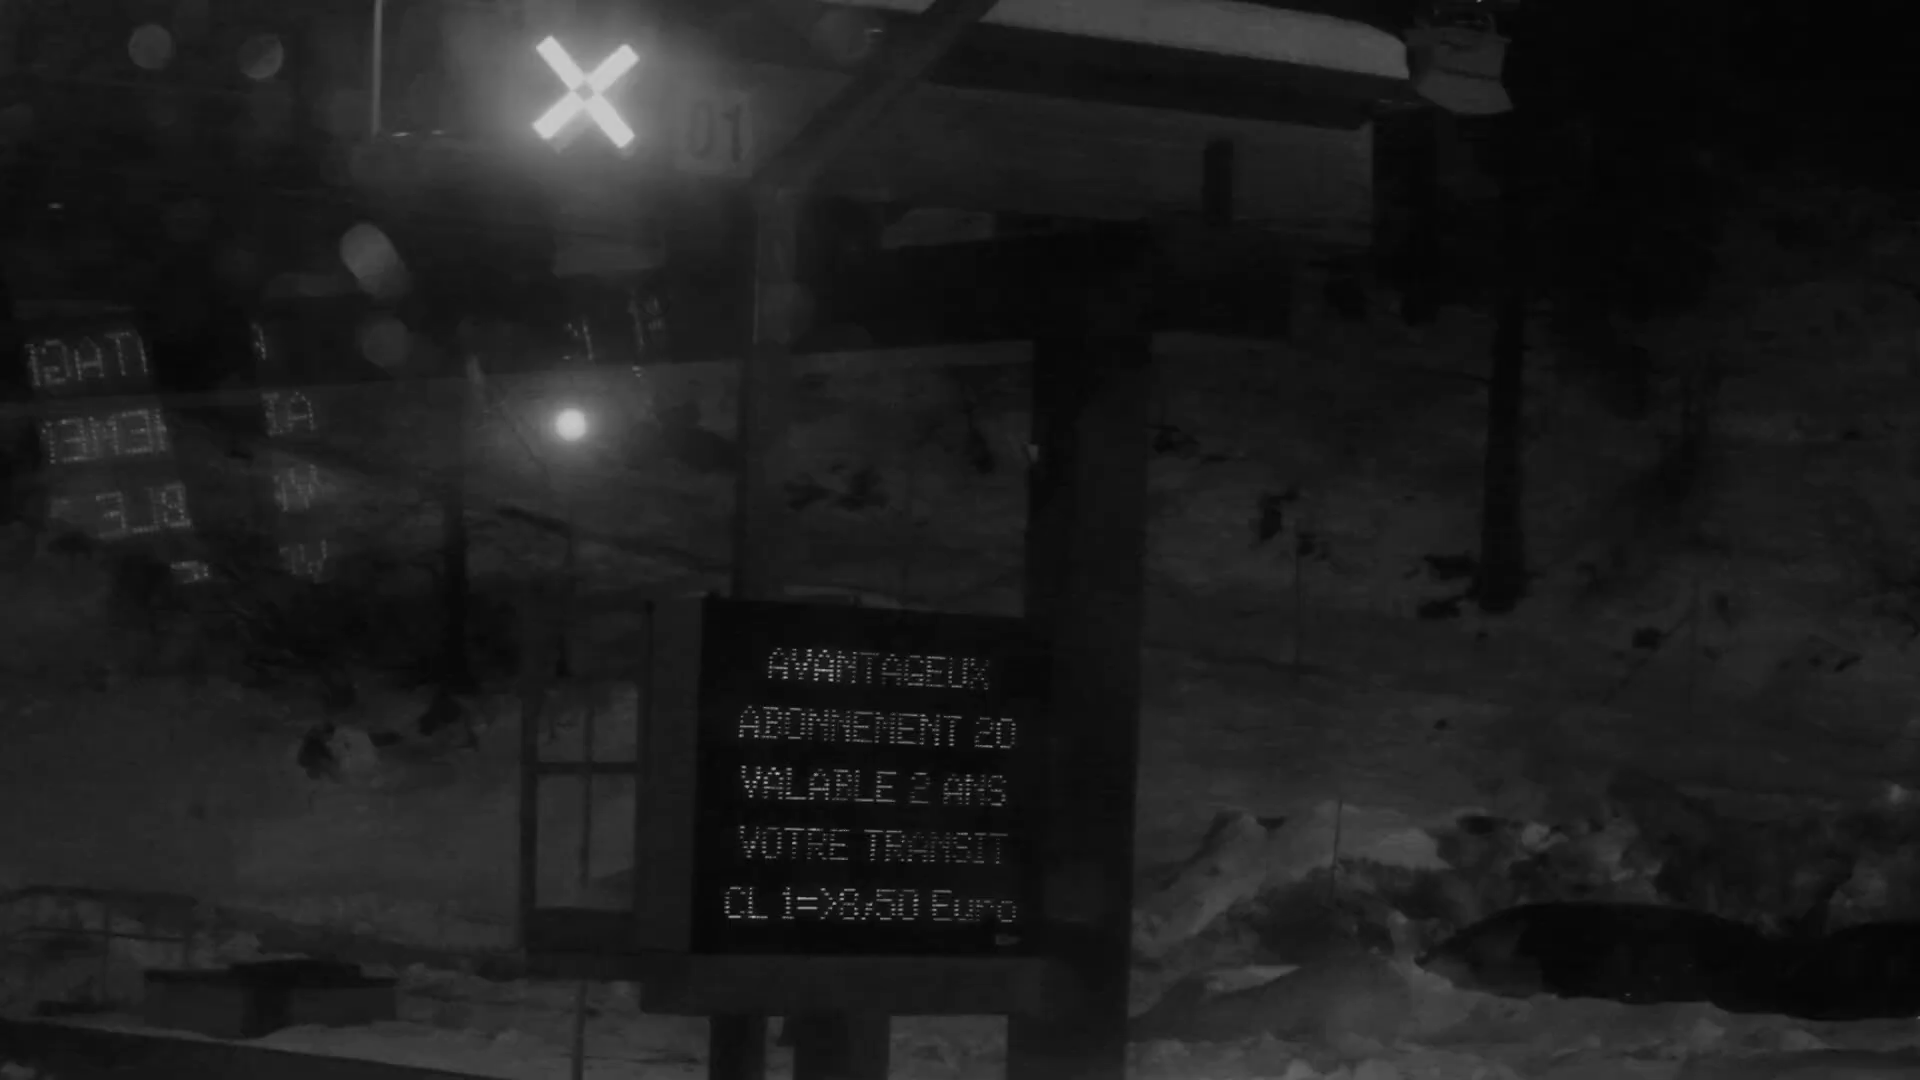 01
AVANTAGEUX
ABONNEMENT 20
VALABLE 2 ANS
VOTRE TRANSIT
CL 1=>8,50 Euro